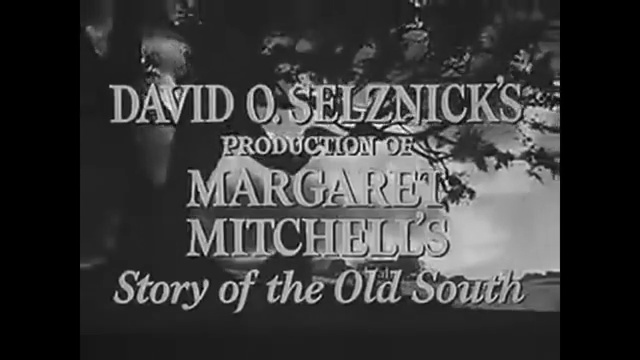 DAVID O. SELZNICK'S
PRODUCTION OF
MARGARET
MITCHELL'S
Story of the Old South